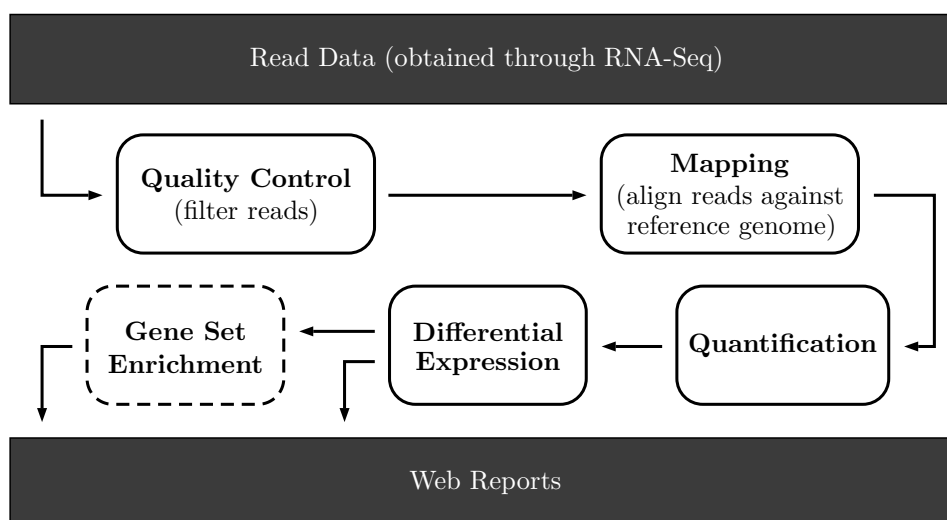 Read Data (obtained through RNA-Seq)
Quality Control
(filter reads)
Mapping
(align reads against
reference genome)
Gene Set
Enrichment
Differential
Expression
Quantification
Web Reports